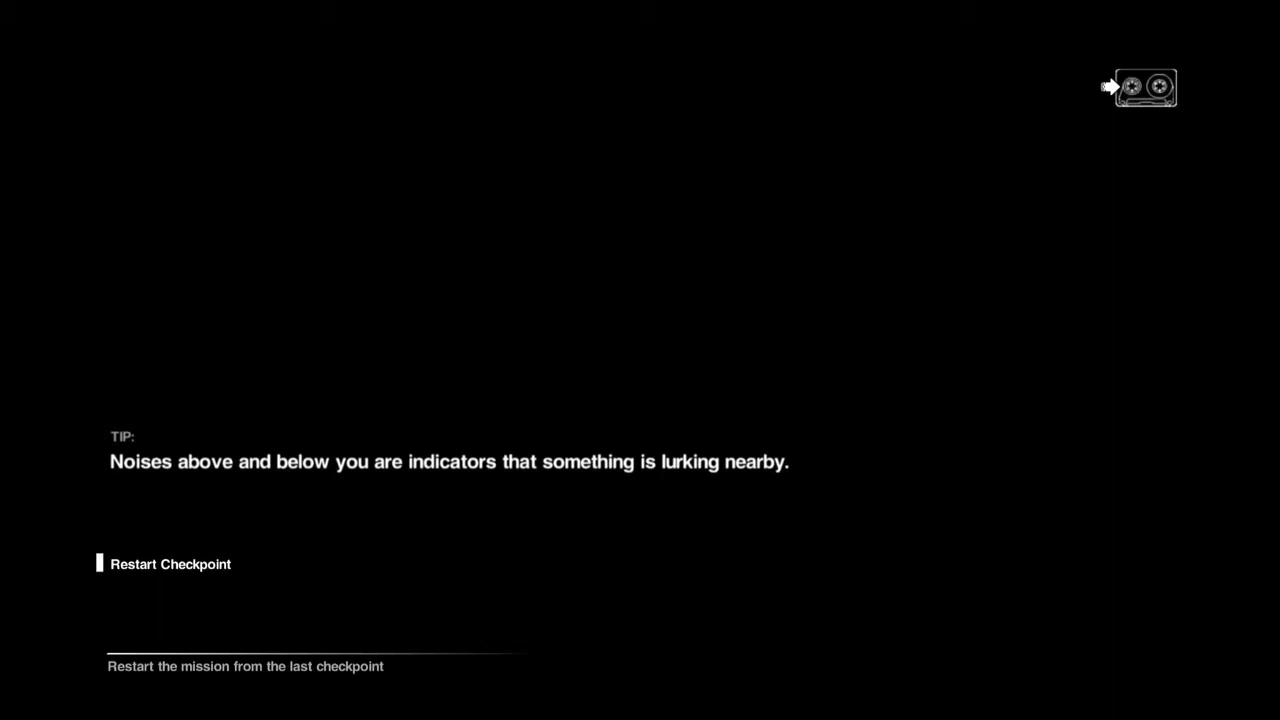 TIP:
Noises above and below you are indicators that something is lurking nearby.
Restart Checkpoint
Restart the mission from the last checkpoint